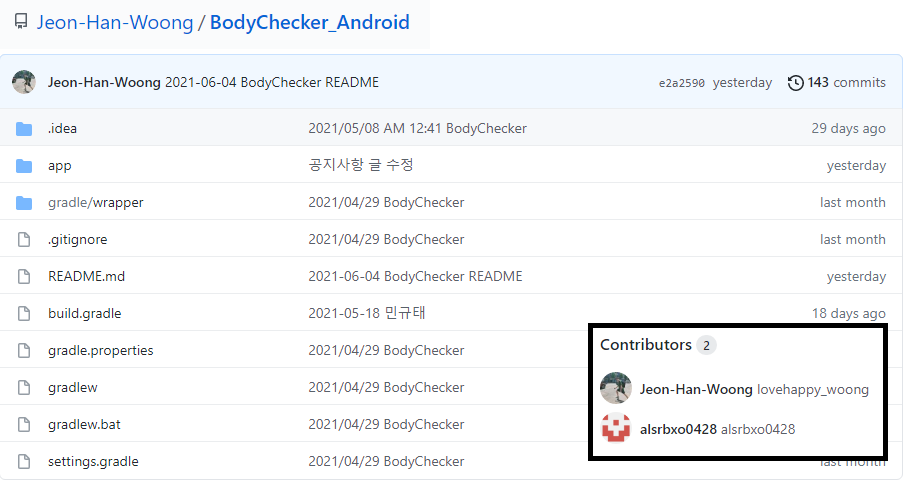 Jeon-Han-Woong / BodyChecker_Android
Jeon-Han-Woong 2021-06-04 BodyChecker README e2a2590 yesterday 143 commits
.idea 2021/05/08 AM 12:41 BodyChecker 29 days ago
app 공지사항 글 수정 yesterday
gradle/wrapper 2021/04/29 BodyChecker last month
.gitignore 2021/04/29 BodyChecker last month
README.md 2021-06-04 BodyChecker README yesterday
build.gradle 2021-05-18 민규태 18 days ago
gradle.properties 2021/04/29 BodyChecker
gradlew 2021/04/29 BodyChecker
gradlew.bat 2021/04/29 BodyChecker
settings.gradle 2021/04/29 BodyChecker last month
Contributors 2
Jeon-Han-Woong lovehappy_woong
alsrbxo0428 alsrbxo0428